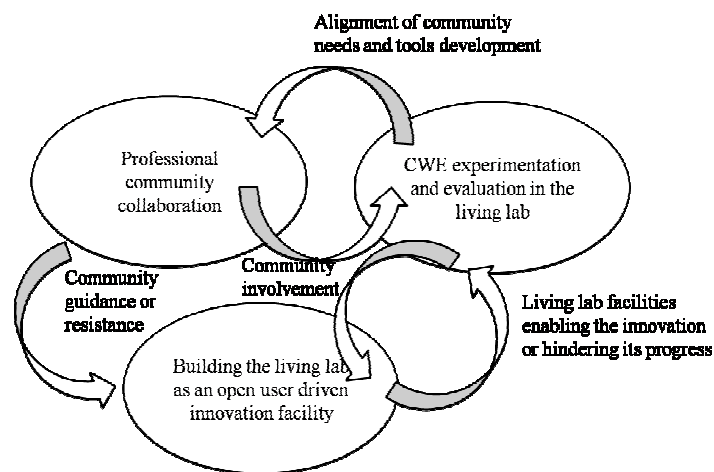 Alignment of community
needs and tools development
Professional
community
collaboration
CWE experimentation
and evaluation in the
living lab
Community
guidance or
resistance
Community
involvement
Living lab facilities
enabling the innovation
or hindering its progress
Building the living lab
as an open user driven
innovation facility